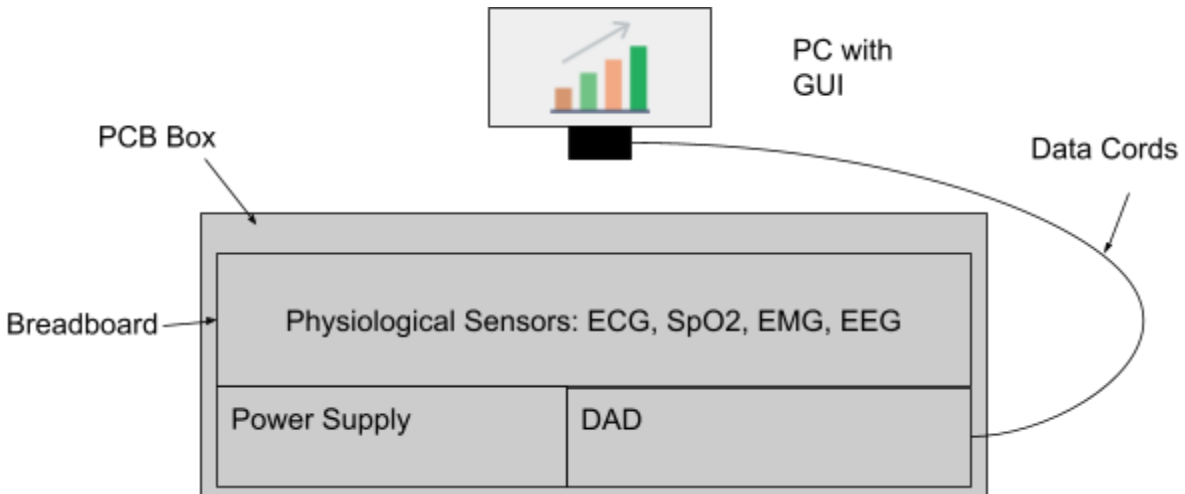 PC with
GUI
PCB Box
Data Cords
Breadboard
Physiological Sensors: ECG, SpO2, EMG, EEG
Power Supply
DAD